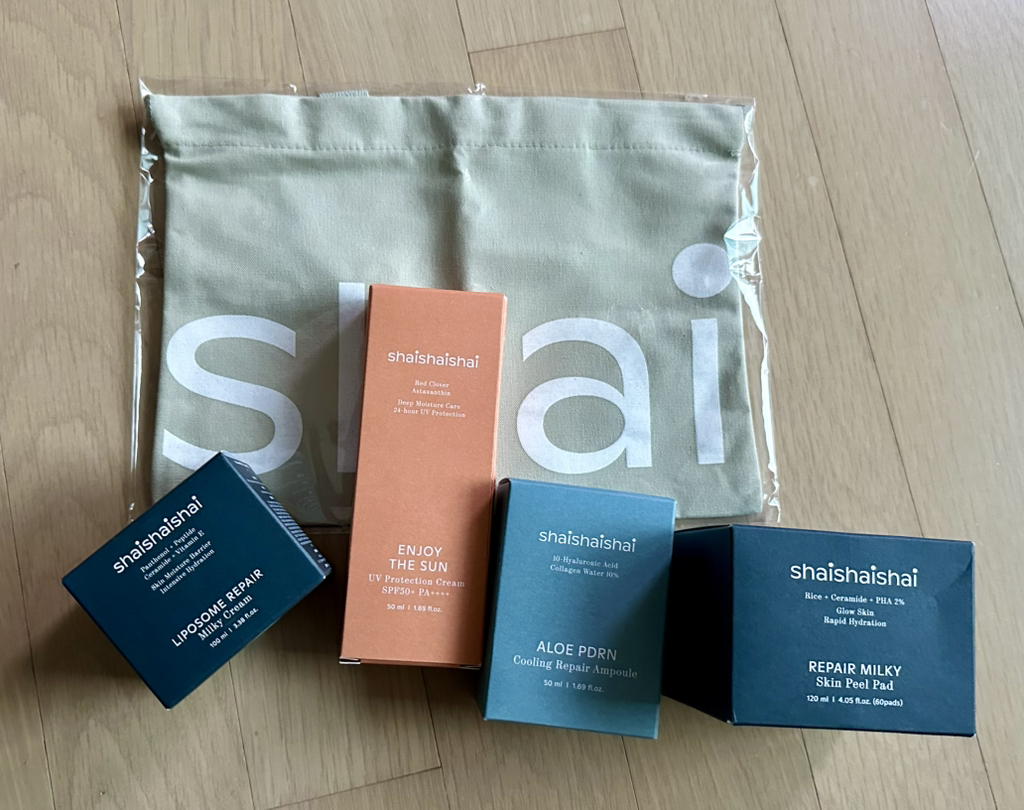 shai
shaishaishai
Panthenol + Peptide
Ceramide + Vitamin E
Skin Moisture Barrier
Intensive Hydration
LIPOSOME REPAIR
Milky Cream
100 ml | 3.38 fl.oz.
shaishaishai
Red Clover
Astaxanthin
Deep Moisture Care
24-hour UV Protection
ENJOY
THE SUN
UV Protection Cream
SPF50+ PA++++
50 ml | 1.69 fl.oz.
shaishaishai
10-Hyaluronic Acid
Collagen Water 10%
ALOE PDRN
Cooling Repair Ampoule
50 ml | 1.69 fl.oz.
shaishaishai
Rice + Ceramide + PHA 2%
Glow Skin
Rapid Hydration
REPAIR MILKY
Skin Peel Pad
120 ml | 4.05 fl.oz. (60pads)